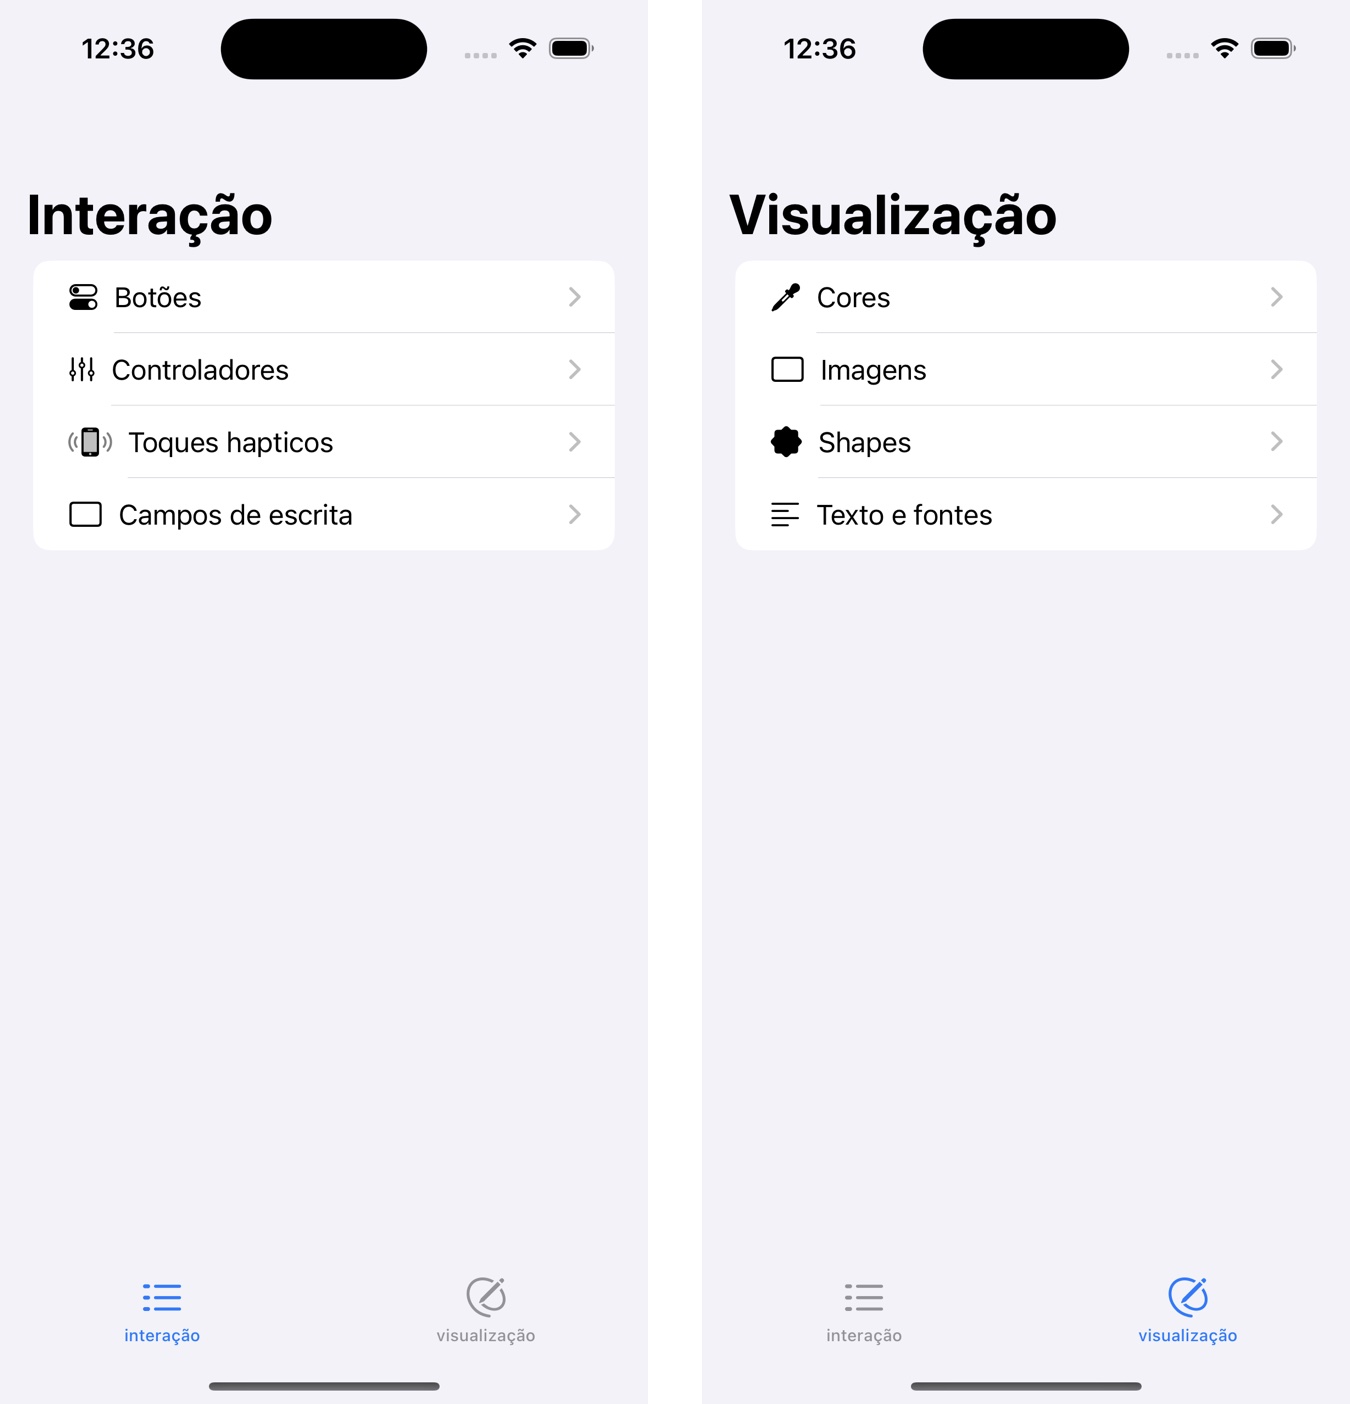 12:36
Interação
Botões
Controladores
Toques hapticos
Campos de escrita
interação
visualização
12:36
Visualização
Cores
Imagens
Shapes
Texto e fontes
interação
visualização